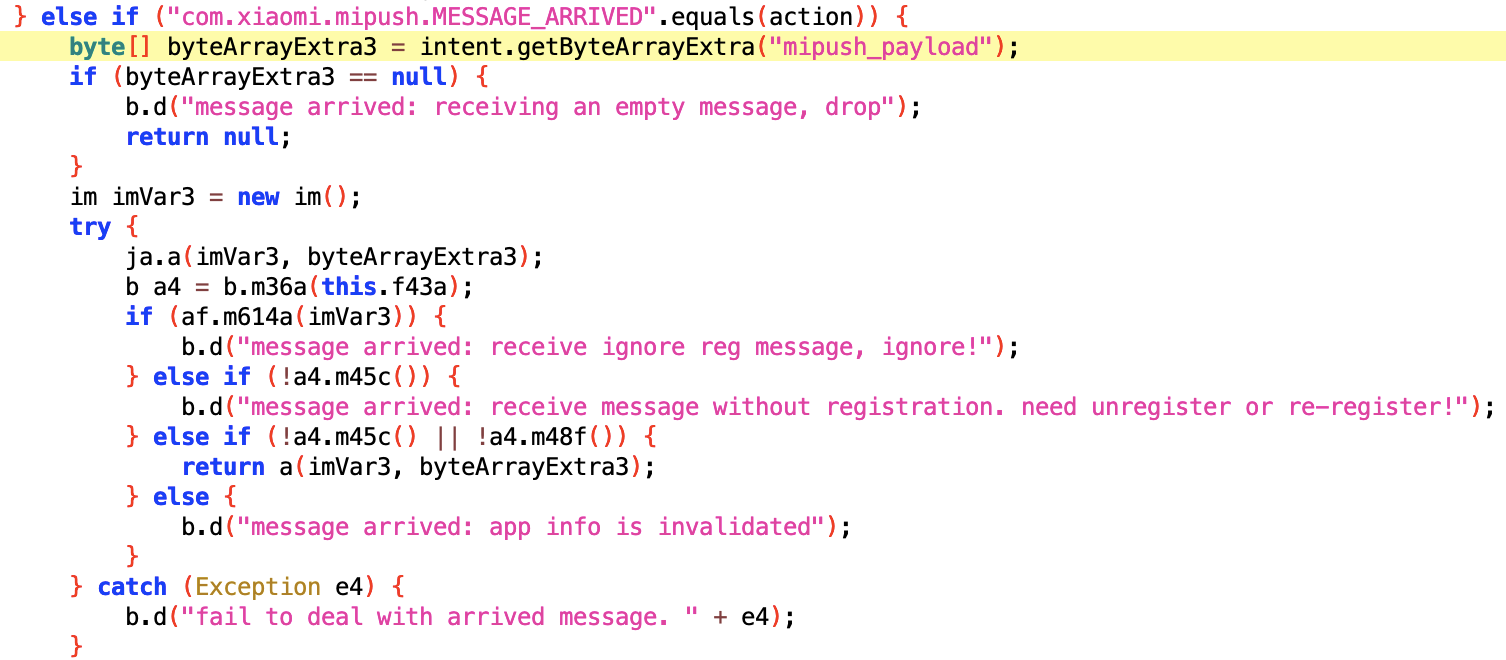 } else if ("com.xiaomi.mipush.MESSAGE_ARRIVED".equals(action)) {
    byte[] byteArrayExtra3 = intent.getByteArrayExtra("mipush_payload");
    if (byteArrayExtra3 == null) {
        b.d("message arrived: receiving an empty message, drop");
        return null;
    }
    im imVar3 = new im();
    try {
        ja.a(imVar3, byteArrayExtra3);
        b a4 = b.m36a(this.f43a);
        if (af.m614a(imVar3)) {
            b.d("message arrived: receive ignore reg message, ignore!");
        } else if (!a4.m45c()) {
            b.d("message arrived: receive message without registration. need unregister or re-register!");
        } else if (!a4.m45c() || !a4.m48f()) {
            return a(imVar3, byteArrayExtra3);
        } else {
            b.d("message arrived: app info is invalidated");
        }
    } catch (Exception e4) {
        b.d("fail to deal with arrived message. " + e4);
    }